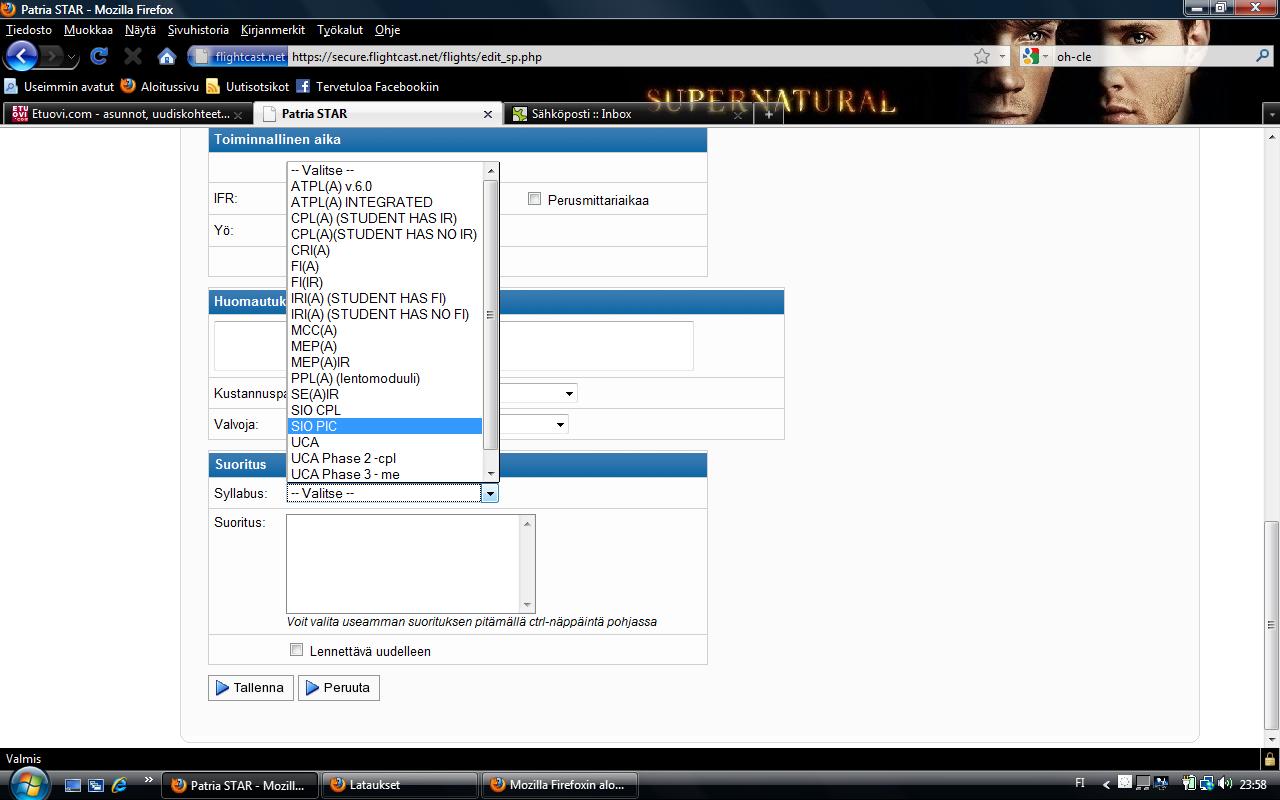 Patria STAR - Mozilla Firefox
Tiedosto Muokkaa Näytä Sivuhistoria Kirjanmerkit Työkalut Ohje
flightcast.net https://secure.flightcast.net/flights/edit_sp.php oh-cle
Useimmin avatut Aloitussivu Uutisotsikot Tervetuloa Facebookiin
SUPERNATURAL
ETUOVI.COM Etuovi.com - asunnot, uudiskohteet... Patria STAR Sähköposti :: Inbox
Toiminnallinen aika
-- Valitse --
ATPL(A) v.6.0
IFR: ATPL(A) INTEGRATED Perusmittariaikaa
CPL(A) (STUDENT HAS IR)
Yö: CPL(A)(STUDENT HAS NO IR)
CRI(A)
FI(A)
FI(IR)
Huomautuk IRI(A) (STUDENT HAS FI)
IRI(A) (STUDENT HAS NO FI)
MCC(A)
MEP(A)
MEP(A)IR
PPL(A) (lentomoduuli)
Kustannuspa SE(A)IR
SIO CPL
Valvoja: SIO PIC
UCA
UCA Phase 2 -cpl
Suoritus UCA Phase 3 - me
Syllabus: -- Valitse --
Suoritus:
Voit valita useamman suorituksen pitämällä ctrl-näppäintä pohjassa
Lennettävä uudelleen
Tallenna Peruuta
Valmis
Patria STAR - Mozill... Lataukset Mozilla Firefoxin alo... FI 23:58